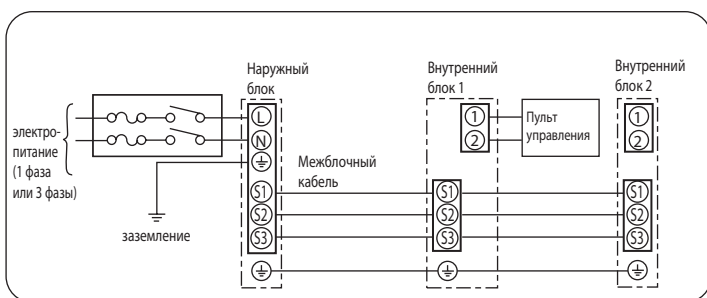 Наружный
блок
Внутренний
блок 1
Внутренний
блок 2
электро-
питание
(1 фаза
или 3 фазы)
L
N
заземление
Межблочный
кабель
1
2
Пульт
управления
1
2
S1
S2
S3
S1
S2
S3
S1
S2
S3